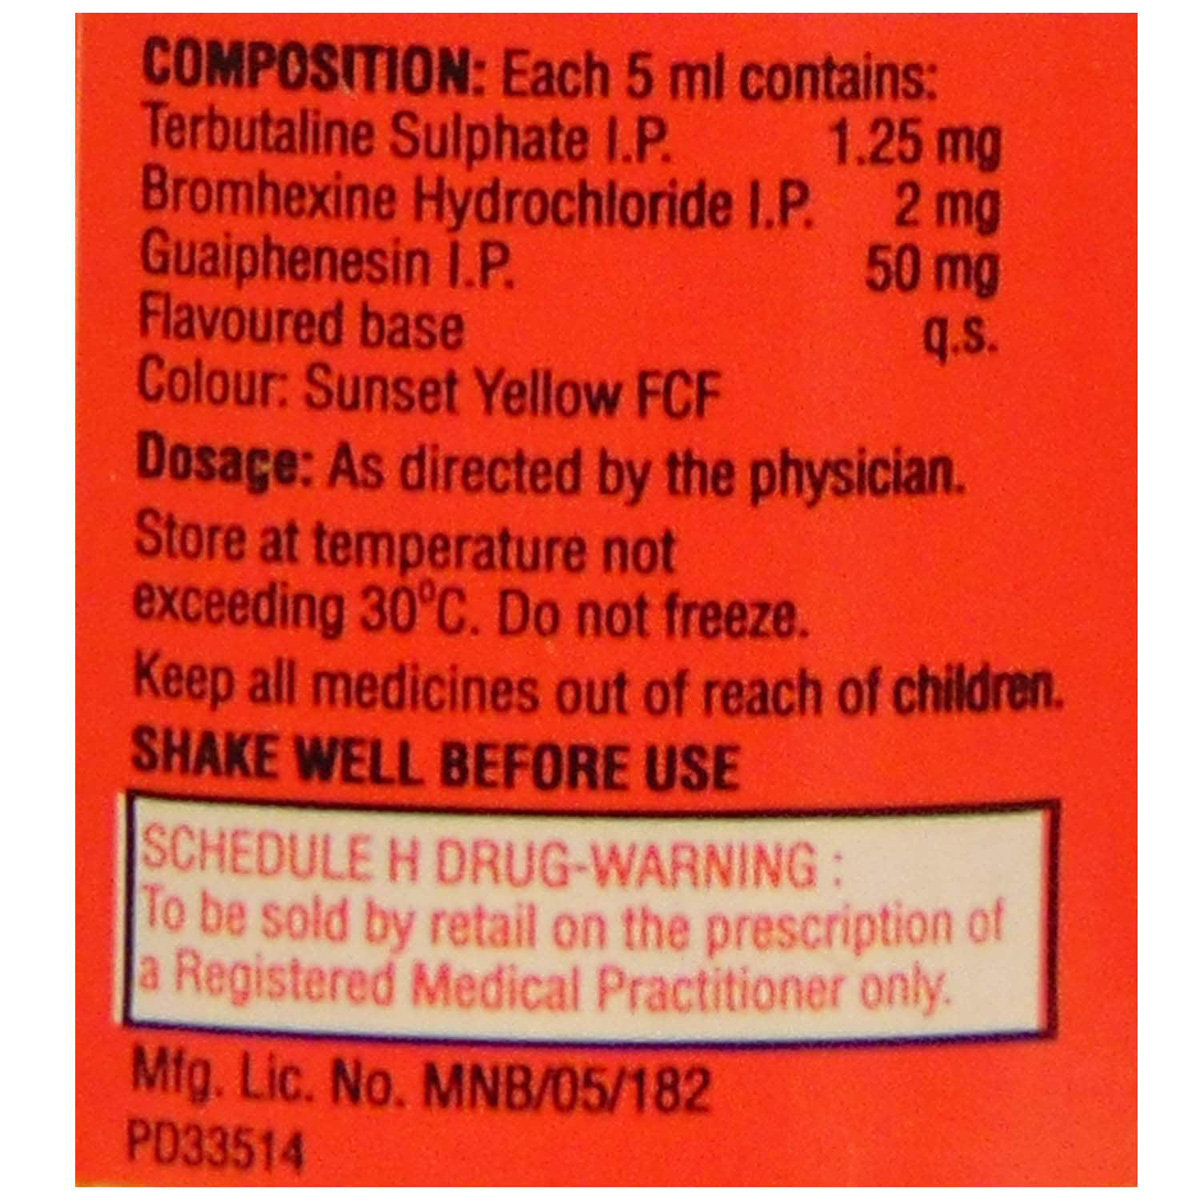 COMPOSITION: Each 5 ml contains:
Terbutaline Sulphate I.P. 1.25 mg
Bromhexine Hydrochloride I.P. 2 mg
Guaiphenesin I.P. 50 mg
Flavoured base q.s.
Colour: Sunset Yellow FCF
Dosage: As directed by the physician.
Store at temperature not
exceeding 30°C. Do not freeze.
Keep all medicines out of reach of children.
SHAKE WELL BEFORE USE
SCHEDULE H DRUG-WARNING :
To be sold by retail on the prescription of
a Registered Medical Practitioner only.
Mfg. Lic. No. MNB/05/182
PD33514